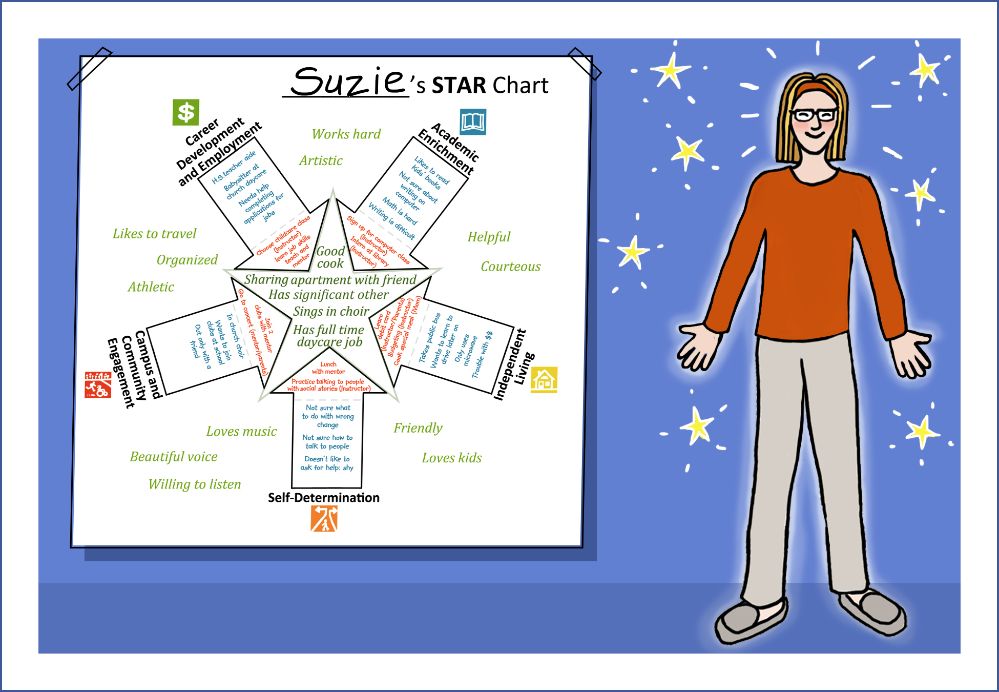 Suzie's STAR Chart
$
Career
Development
and Employment
H.S.teacher aide
Babysitter at
church daycare
Needs help
completing
applications for
jobs
Choose childcare class
(Instructor)
learn job skills
teach and
mentor
Works hard
Artistic
Academic
Enrichment
Likes to read
kids' books
Not sure about
writing on
computer
Math is hard
Writing is difficult
Sign up for computer class
(Instructor)
Intern at library
(Instructor)
Likes to travel
Organized
Athletic
Helpful
Courteous
Good
cook
Sharing apartment with friend
Has significant other
Sings in choir
Has full time
daycare job
Campus and
Community
Engagement
In church choir
Wants to join
clubs at school
Out only with a
friend
Join 2
clubs with mentor
Go to concert (mentor/parents)
Learn
debit card
(Instructor/Parents)
Budgeting (Instructor)
Cook special meal (Mom)
Takes public bus
Wants to learn to
drive later on
Only uses
microwave
Trouble with $$
Independent
Living
Lunch
with mentor
Practice talking to people
with social stories (Instructor)
Not sure what
to do with wrong
change
Not sure how to
talk to people
Doesn't like to
ask for help: shy
Self-Determination
Loves music
Beautiful voice
Willing to listen
Friendly
Loves kids